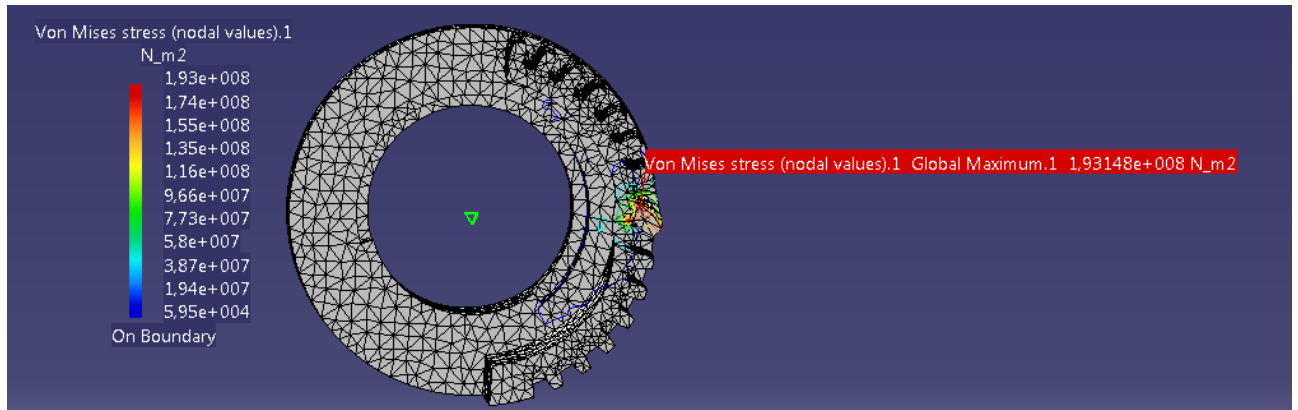 Von Mises stress (nodal values).1
N_m2
1,93e+008
1,74e+008
1,55e+008
1,35e+008
1,16e+008
9,66e+007
7,73e+007
5,8e+007
3,87e+007
1,94e+007
5,95e+004
On Boundary
Von Mises stress (nodal values).1 Global Maximum.1 1,93148e+008 N_m2